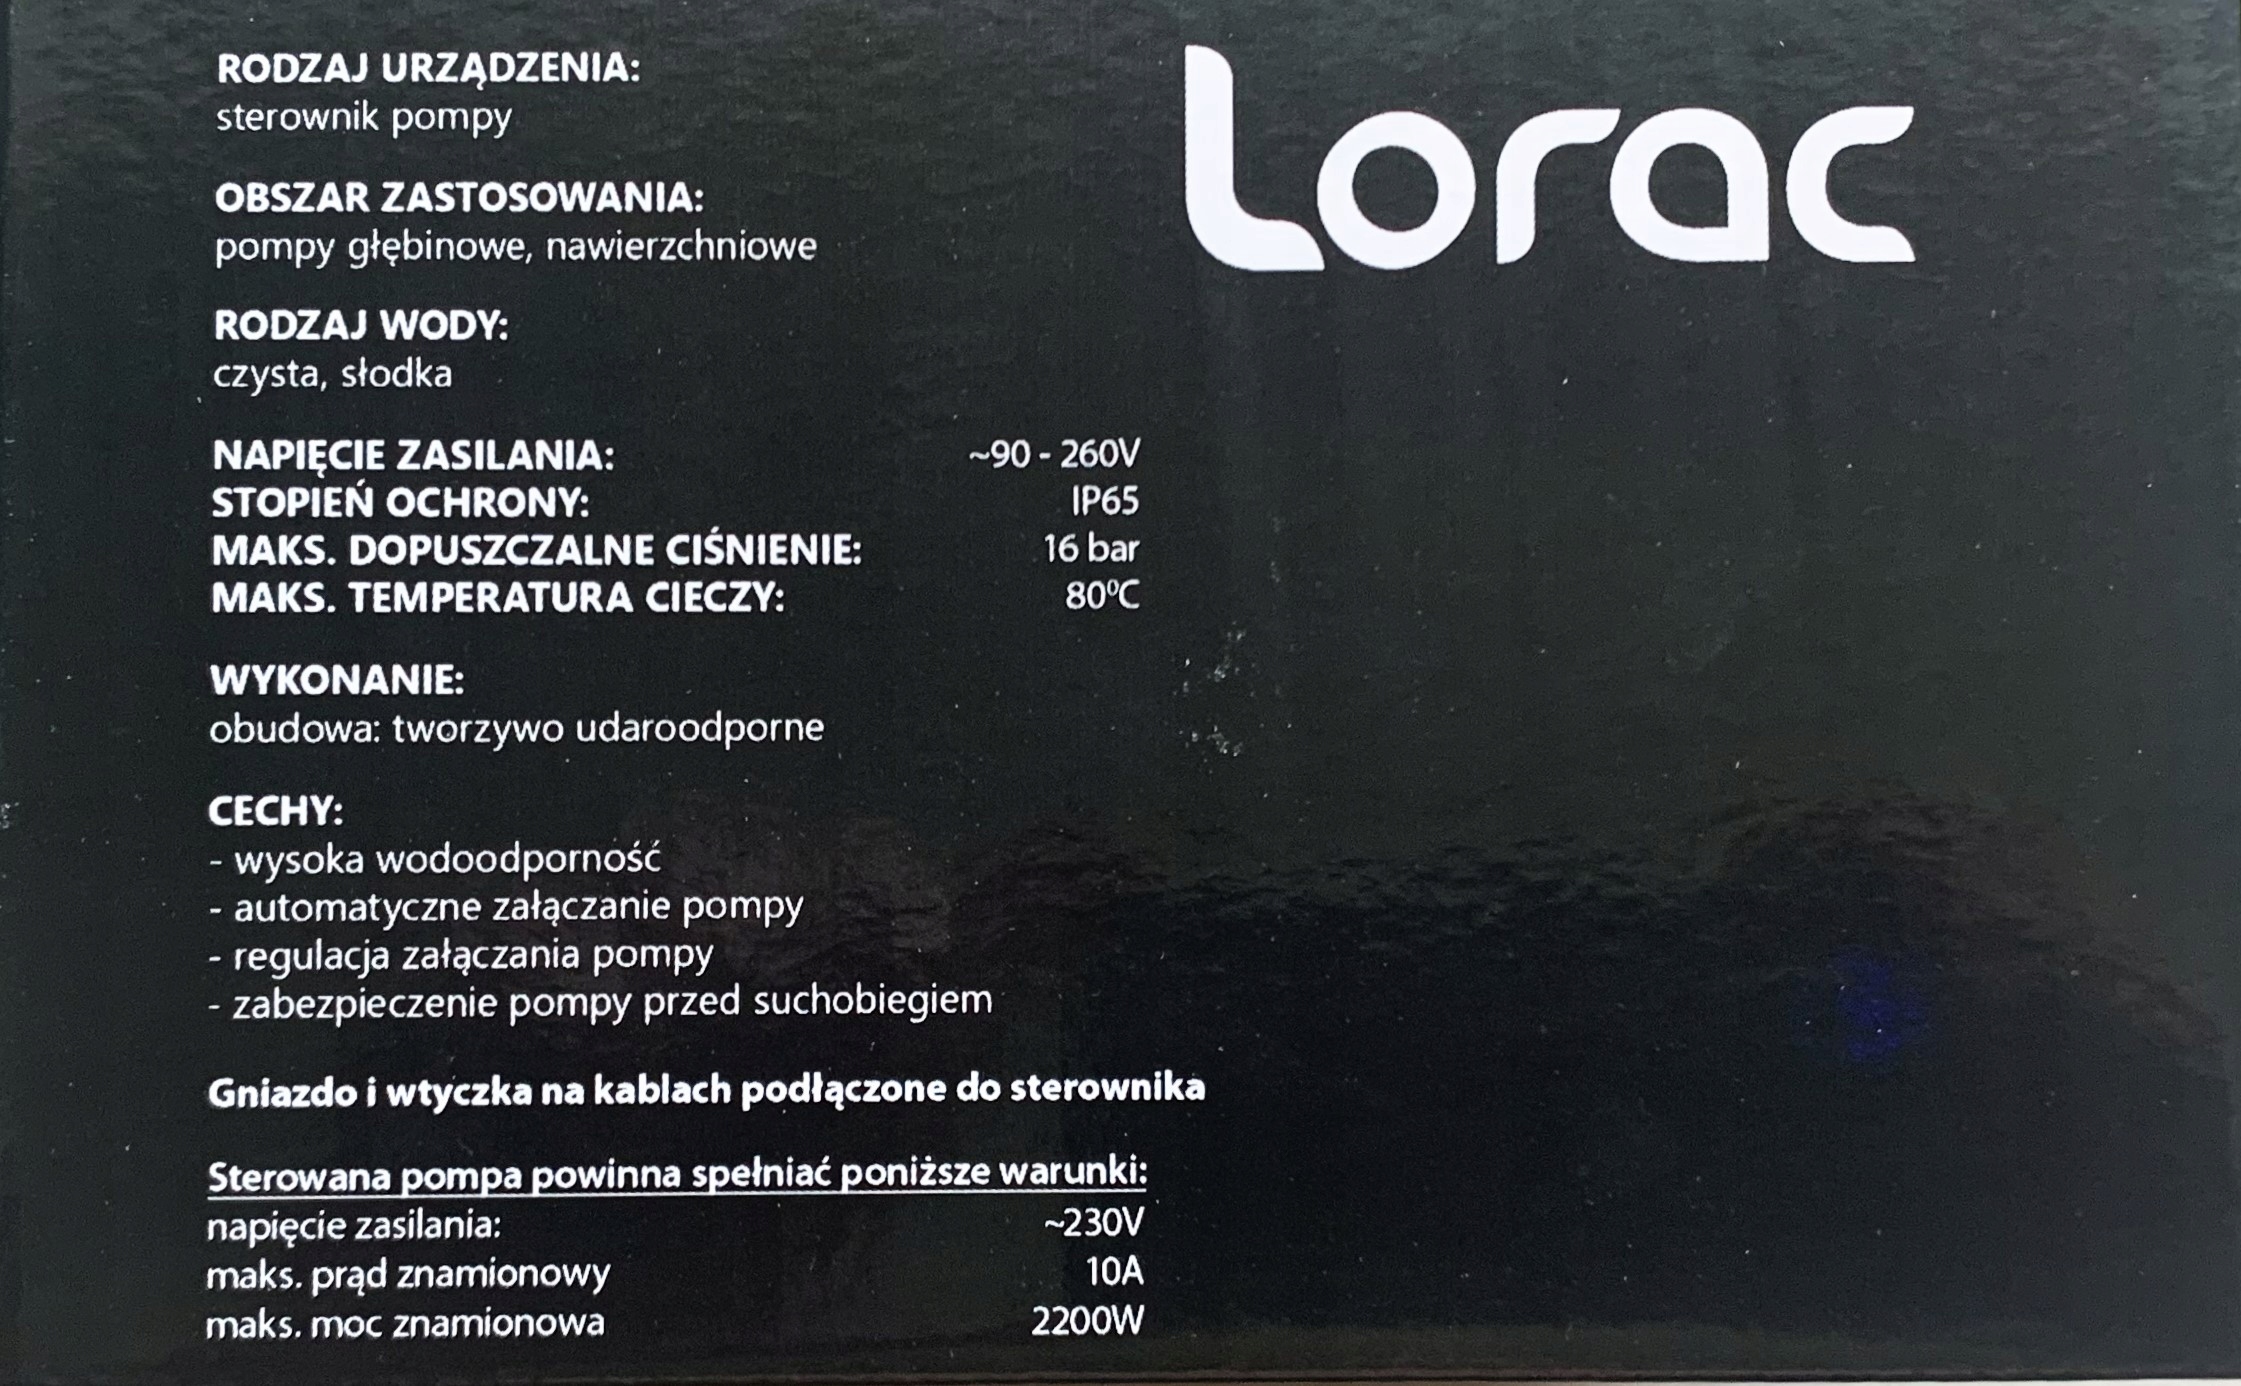 Lorac
RODZAJ URZĄDZENIA:
sterownik pompy
OBSZAR ZASTOSOWANIA:
pompy głębinowe, nawierzchniowe
RODZAJ WODY:
czysta, słodka
NAPIĘCIE ZASILANIA: ~90 - 260V
STOPIEŃ OCHRONY: IP65
MAKS. DOPUSZCZALNE CIŚNIENIE: 16 bar
MAKS. TEMPERATURA CIECZY: 80⁰C
WYKONANIE:
obudowa: tworzywo udaroodporne
CECHY:
- wysoka wodoodporność
- automatyczne załączanie pompy
- regulacja załączania pompy
- zabezpieczenie pompy przed suchobiegiem
Gniazdo i wtyczka na kablach podłączone do sterownika
Sterowana pompa powinna spełniać poniższe warunki:
napięcie zasilania: ~230V
maks. prąd znamionowy 10A
maks. moc znamionowa 2200W